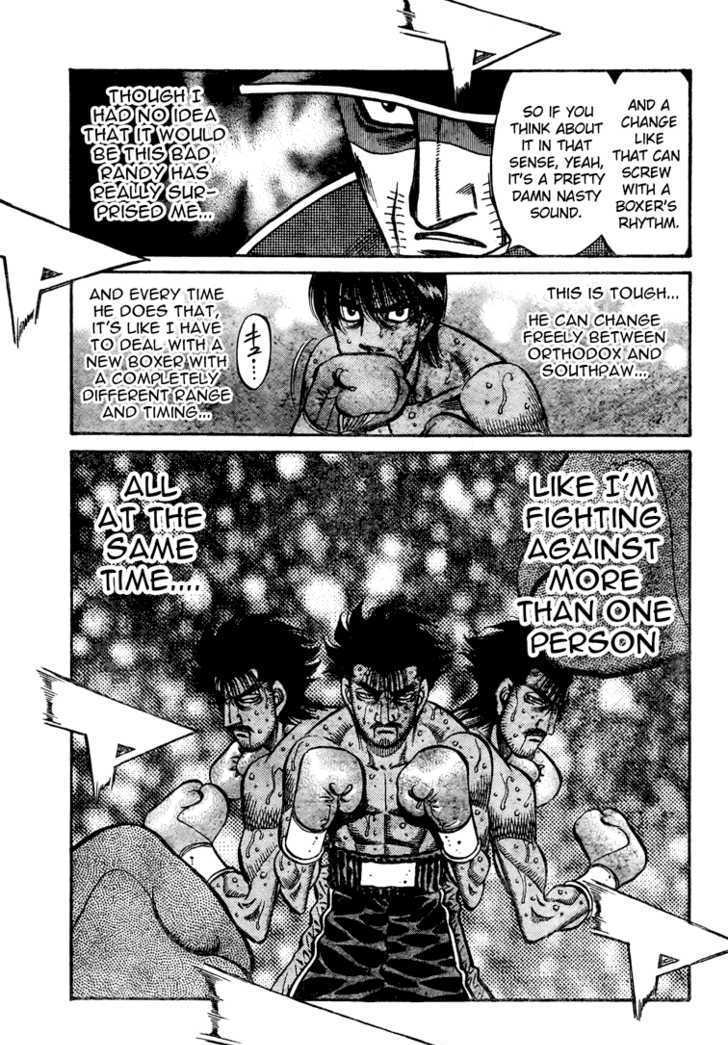 AND A
CHANGE
LIKE
THAT CAN
SCREW
WITH A
BOXER'S
RHYTHM.
SO IF YOU
THINK ABOUT
IT IN THAT
SENSE, YEAH,
IT'S A PRETTY
DAMN NASTY
SOUND.
THOUGH I
HAD NO IDEA
THAT IT WOULD
BE THIS BAD,
RANDY HAS
REALLY SUR-
PRISED ME...
THIS IS TOUGH...
HE CAN CHANGE
FREELY BETWEEN
ORTHODOX AND
SOUTHPAW...
キュ…
AND EVERY TIME
HE DOES THAT,
IT'S LIKE I HAVE
TO DEAL WITH A
NEW BOXER WITH
A COMPLETELY
DIFFERENT RANGE
AND TIMING...
LIKE I'M
FIGHTING
AGAINST
MORE
THAN ONE
PERSON
ALL
AT THE
SAME
TIME....